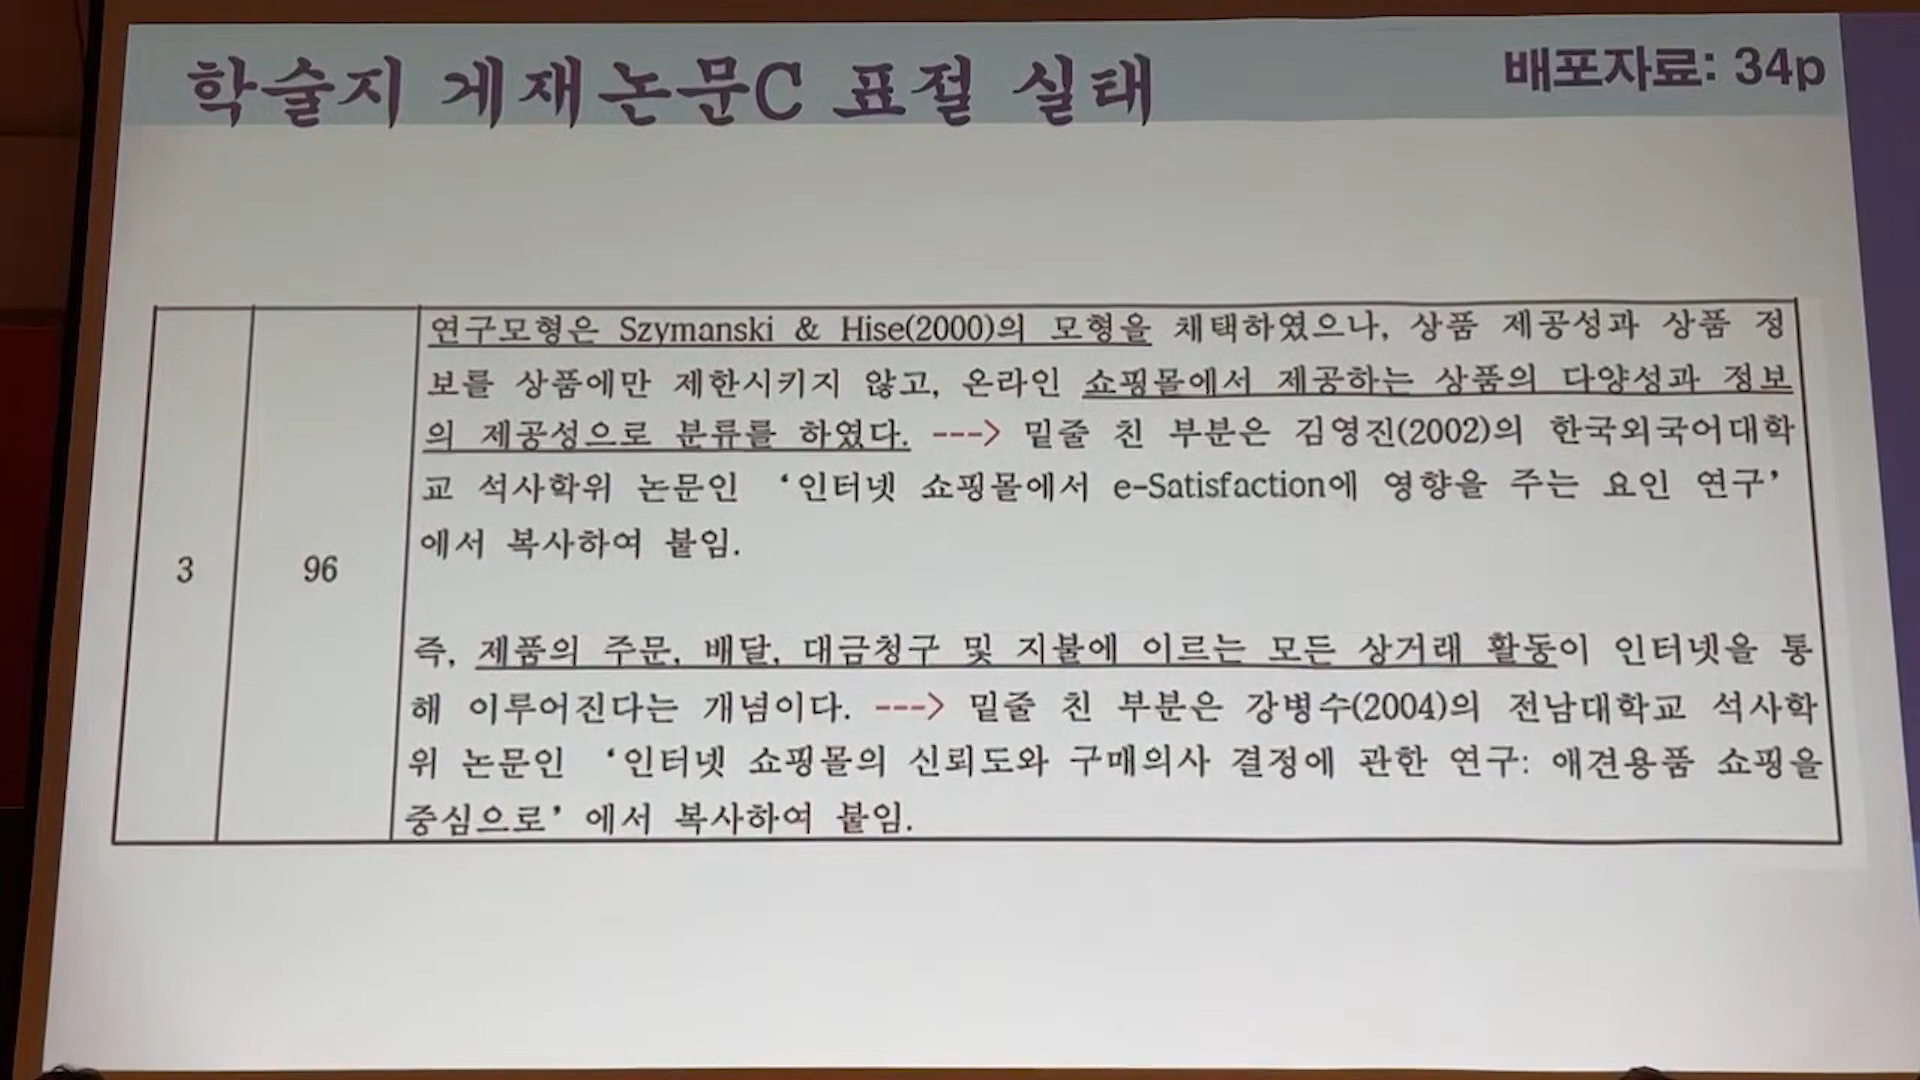 학술지 게재논문C 표절 실태
배포자료: 34p
연구모형은 Szymanski & Hise(2000)의 모형을 채택하였으나, 상품 제공성과 상품 정
보를 상품에만 제한시키지 않고, 온라인 쇼핑몰에서 제공하는 상품의 다양성과 정보
의 제공성으로 분류를 하였다. ---> 밑줄 친 부분은 김영진(2002)의 한국외국어대학
교 석사학위 논문인 ‘인터넷 쇼핑몰에서 e-Satisfaction에 영향을 주는 요인 연구’
에서 복사하여 붙임.
3
96
즉, 제품의 주문, 배달, 대금청구 및 지불에 이르는 모든 상거래 활동이 인터넷을 통
해 이루어진다는 개념이다. ---> 밑줄 친 부분은 강병수(2004)의 전남대학교 석사학
위 논문인 ‘인터넷 쇼핑몰의 신뢰도와 구매의사 결정에 관한 연구: 애견용품 쇼핑을
중심으로’ 에서 복사하여 붙임.